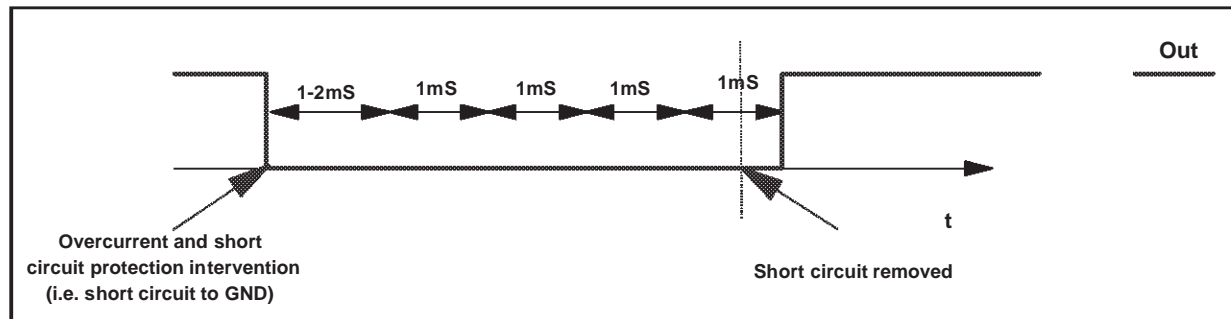 Out
1-2mS
1mS
1mS
1mS
1mS
t
Overcurrent and short
circuit protection intervention
(i.e. short circuit to GND)
Short circuit removed